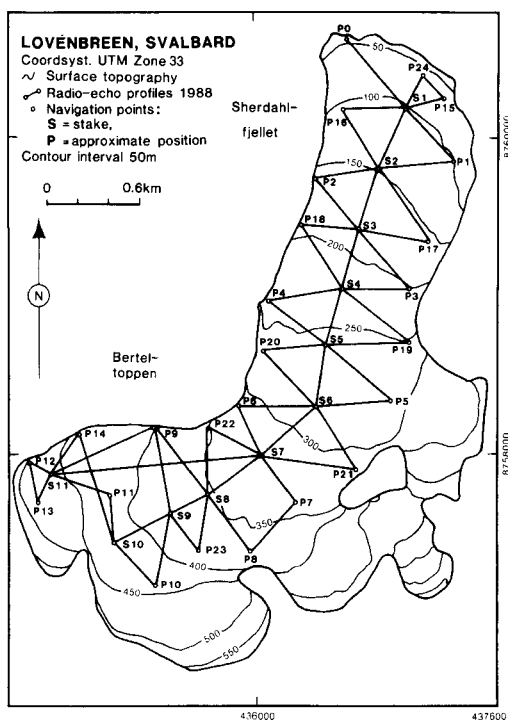 LOVÉNBREEN, SVALBARD
Coordsyst. UTM Zone 33
Surface topography
Radio-echo profiles 1988
Navigation points:
S = stake,
P = approximate position
Contour interval 50m
0 0.6km
N
Sherdahl-
fjellet
Bertel-
toppen
P0
50
P24
100
S1
P15
P16
8760000
150
S2
P1
P2
P18
S3
200
P17
P4
S4
P3
250
P20
S5
P19
P6
S6
P5
300
P22
P9
P14
P12
S7
8758000
P21
S11
P11
S8
P7
P13
S9
350
S10
P23
P8
400
P10
450
500
550
436000
437600